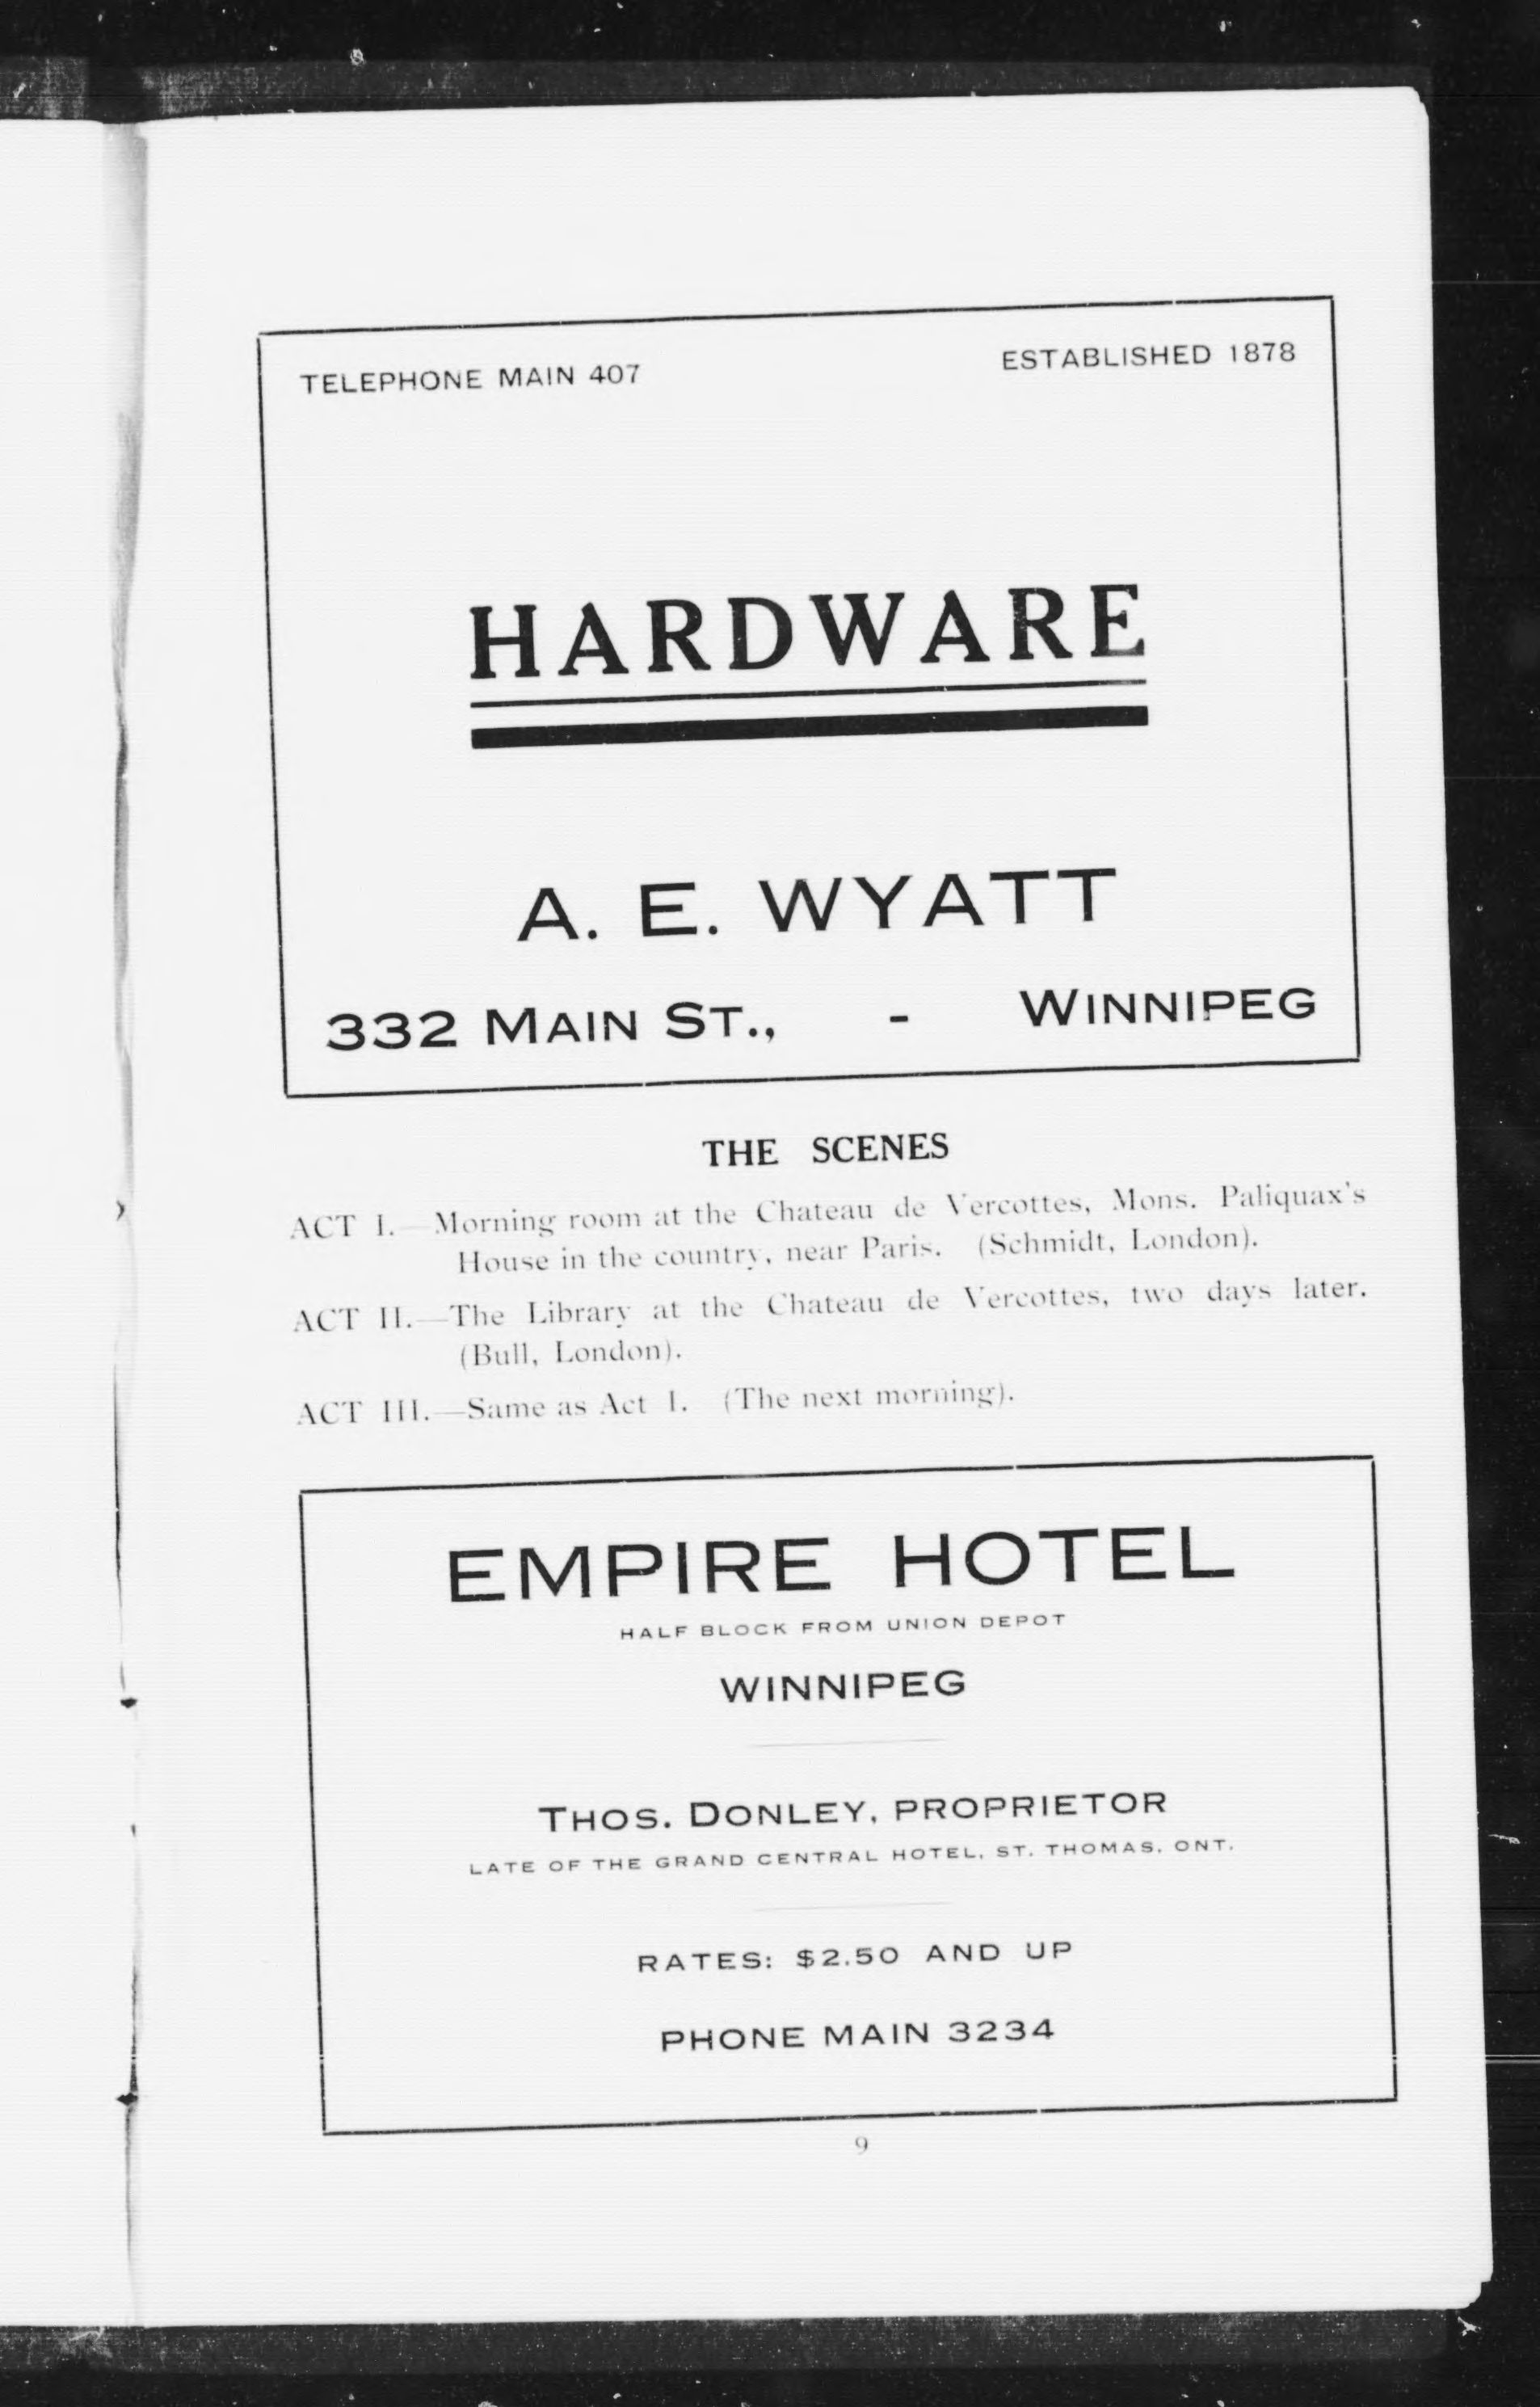 TELEPHONE MAIN 407 ESTABLISHED 1878
HARDWARE
A. E. WYATT
332 MAIN ST., - WINNIPEG
THE SCENES
ACT I.—Morning room at the Chateau de Vercottes, Mons. Paliquax's
House in the country, near Paris. (Schmidt, London).
ACT II.—The Library at the Chateau de Vercottes, two days later.
(Bull, London).
ACT III.—Same as Act I. (The next morning).
EMPIRE HOTEL
HALF BLOCK FROM UNION DEPOT
WINNIPEG
THOS. DONLEY, PROPRIETOR
LATE OF THE GRAND CENTRAL HOTEL, ST. THOMAS, ONT.
RATES: $2.50 AND UP
PHONE MAIN 3234
9